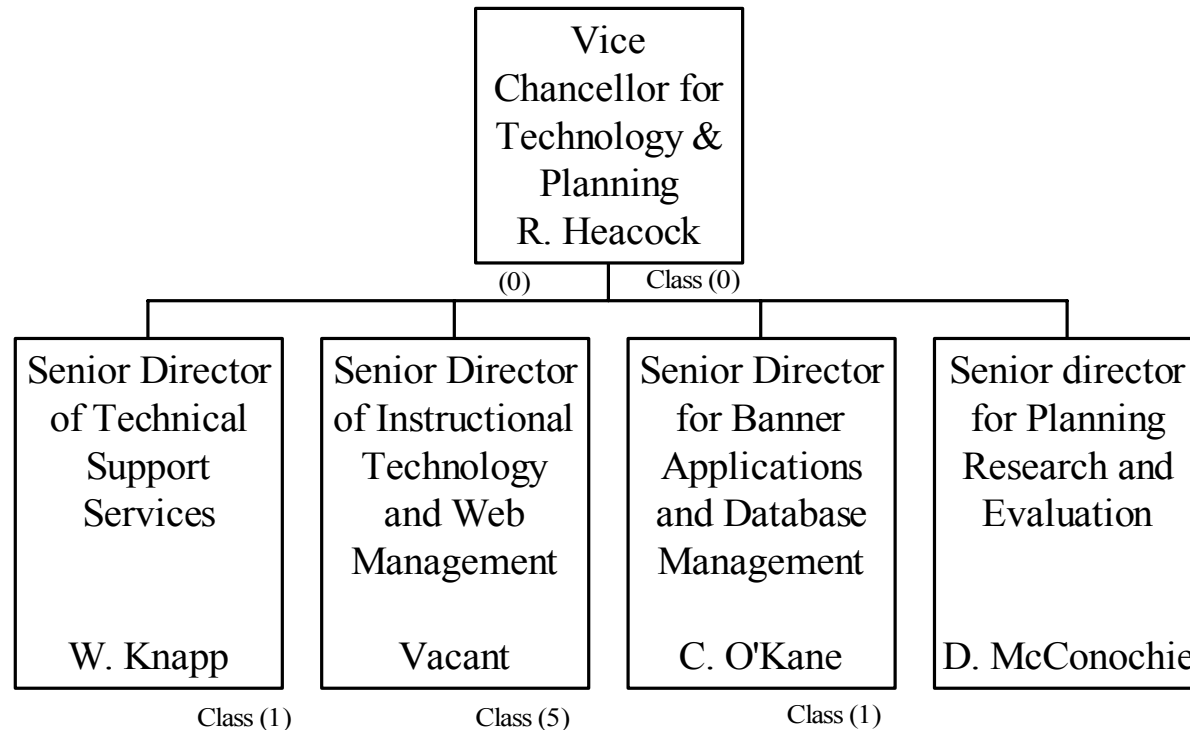 Vice
Chancellor for
Technology &
Planning
R. Heacock
(0)
Class (0)
Senior Director
of Technical
Support
Services
W. Knapp
Class (1)
Senior Director
of Instructional
Technology
and Web
Management
Vacant
Class (5)
Senior Director
for Banner
Applications
and Database
Management
C. O'Kane
Class (1)
Senior director
for Planning
Research and
Evaluation
D. McConochie